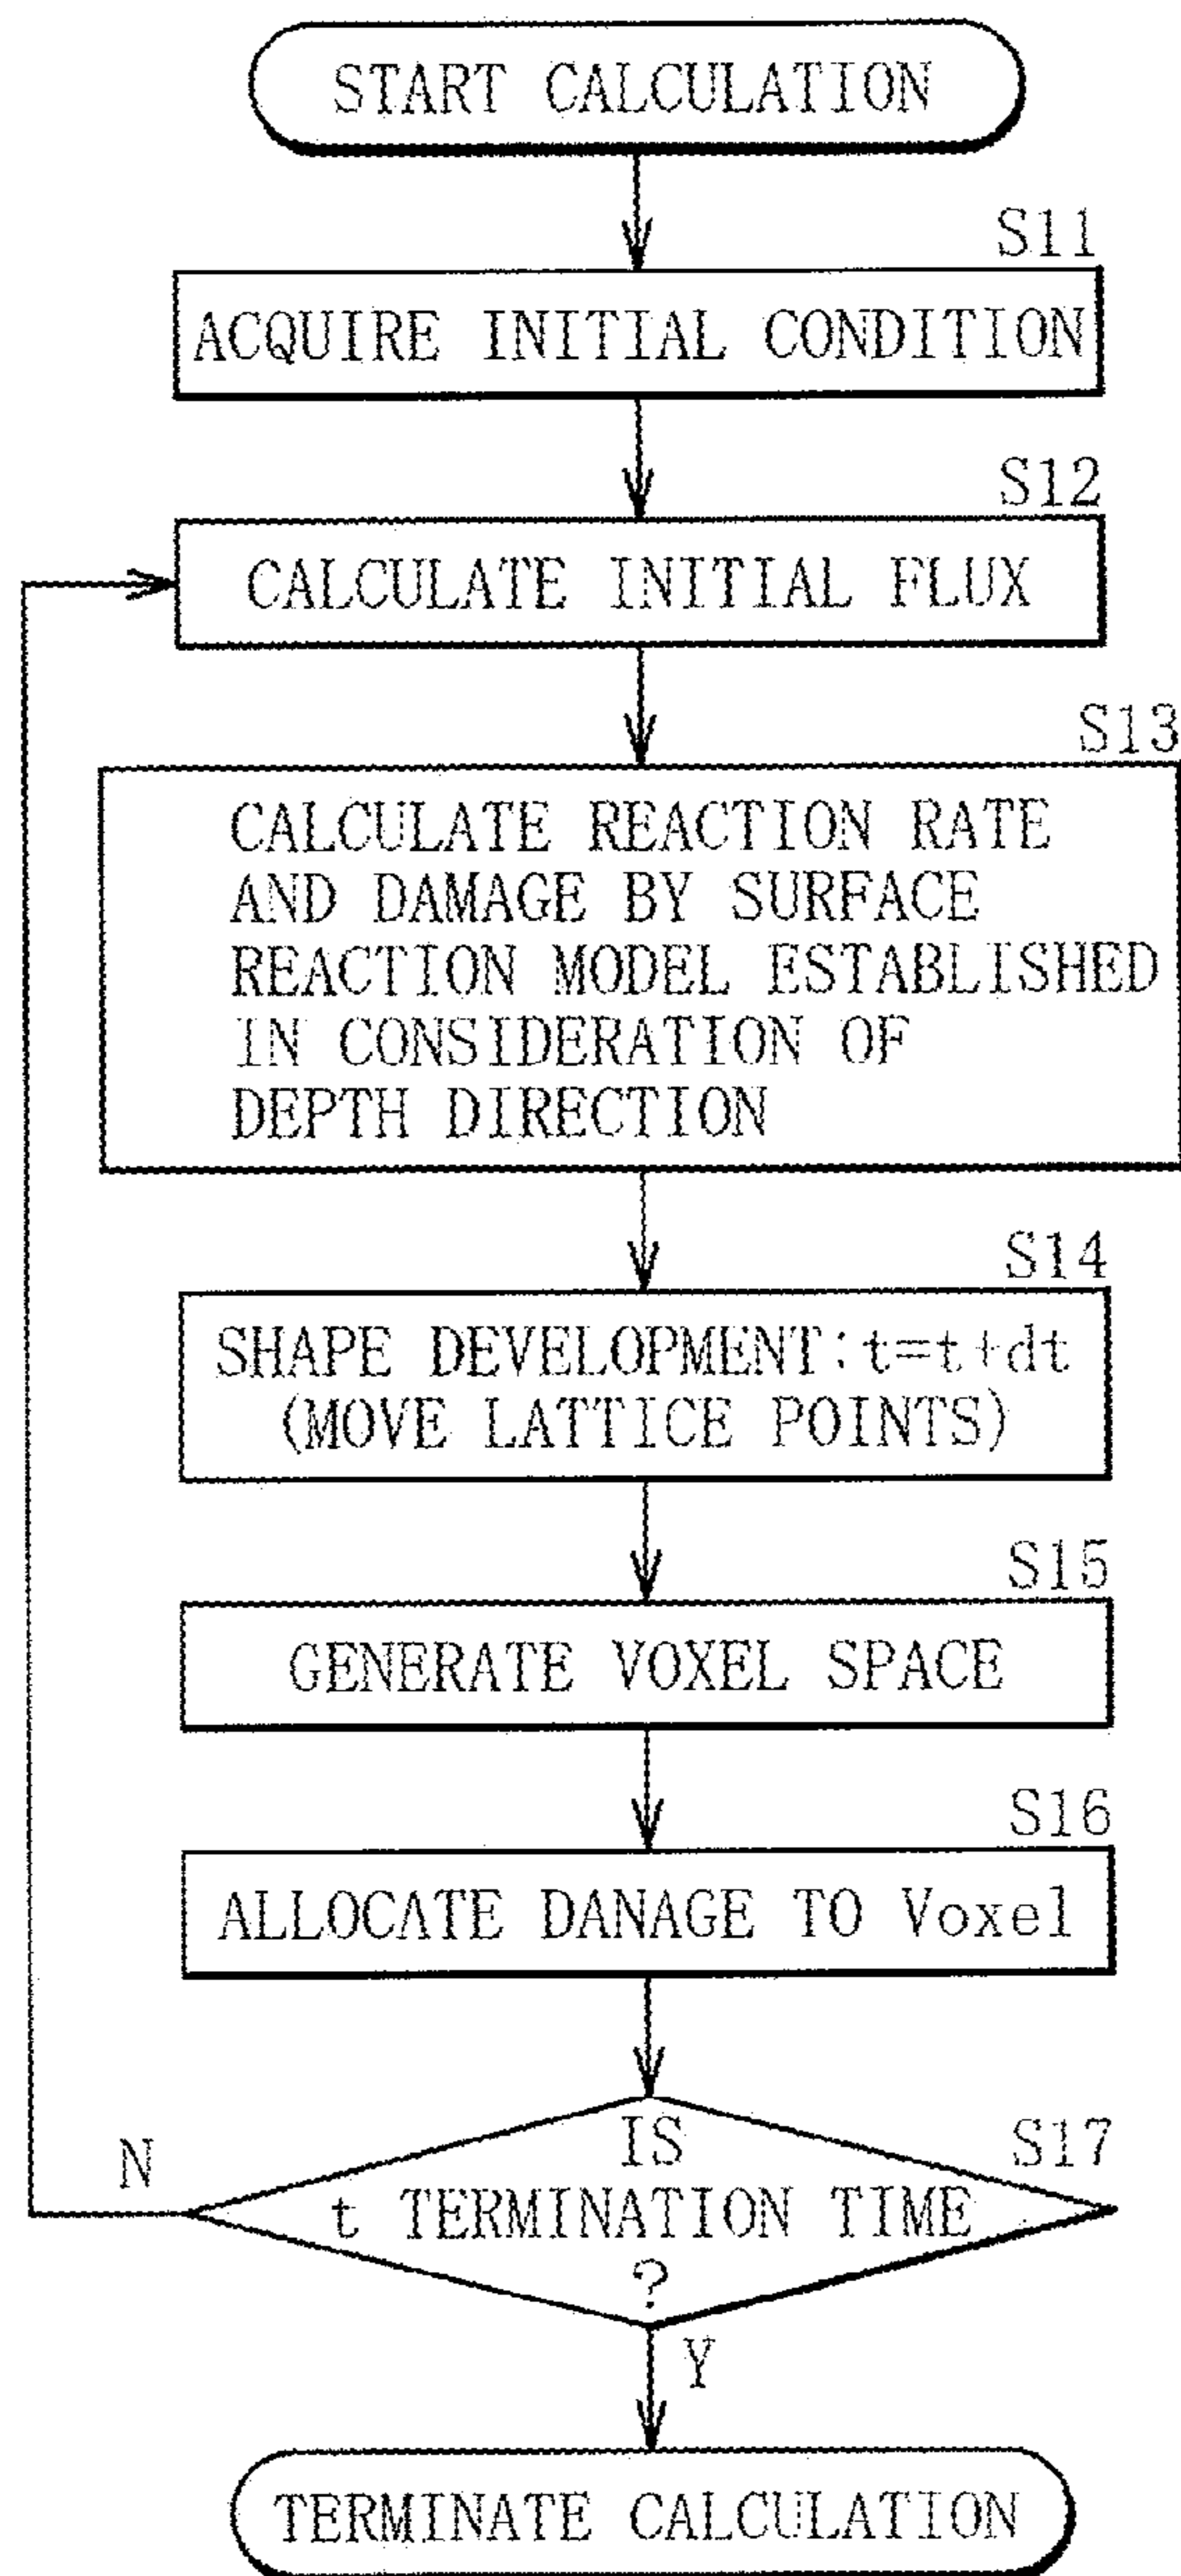 START CALCULATION
S11
ACQUIRE INITIAL CONDITION
S12
CALCULATE INITIAL FLUX
S13
CALCULATE REACTION RATE
AND DAMAGE BY SURFACE
REACTION MODEL ESTABLISHED
IN CONSIDERATION OF
DEPTH DIRECTION
S14
SHAPE DEVELOPMENT:t=t+dt
(MOVE LATTICE POINTS)
S15
GENERATE VOXEL SPACE
S16
ALLOCATE DANAGE TO Voxel
S17
IS
t TERMINATION TIME
?
N
Y
TERMINATE CALCULATION